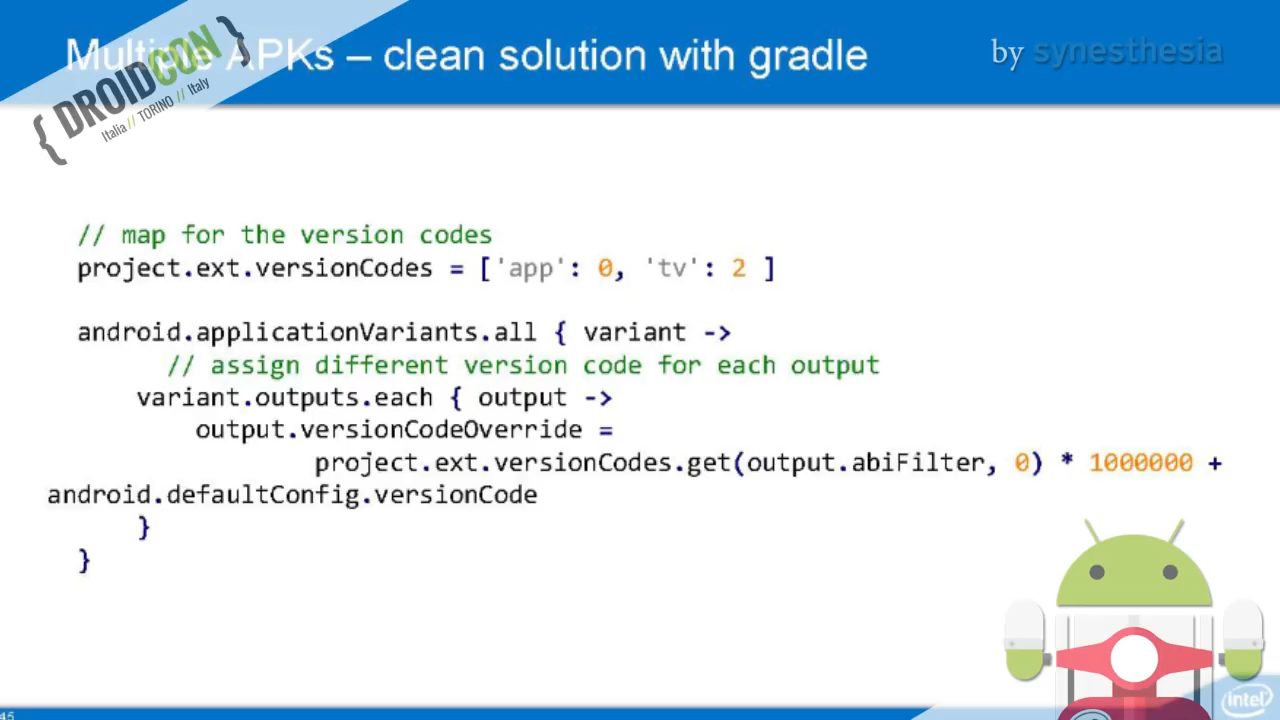 Multiple APKs – clean solution with gradle
by synesthesia
{ DROIDCON }
Italia // TORINO // Italy
// map for the version codes
project.ext.versionCodes = ['app': 0, 'tv': 2 ]
android.applicationVariants.all { variant ->
// assign different version code for each output
variant.outputs.each { output ->
output.versionCodeOverride =
project.ext.versionCodes.get(output.abiFilter, 0) * 1000000 +
android.defaultConfig.versionCode
}
}
45
intel